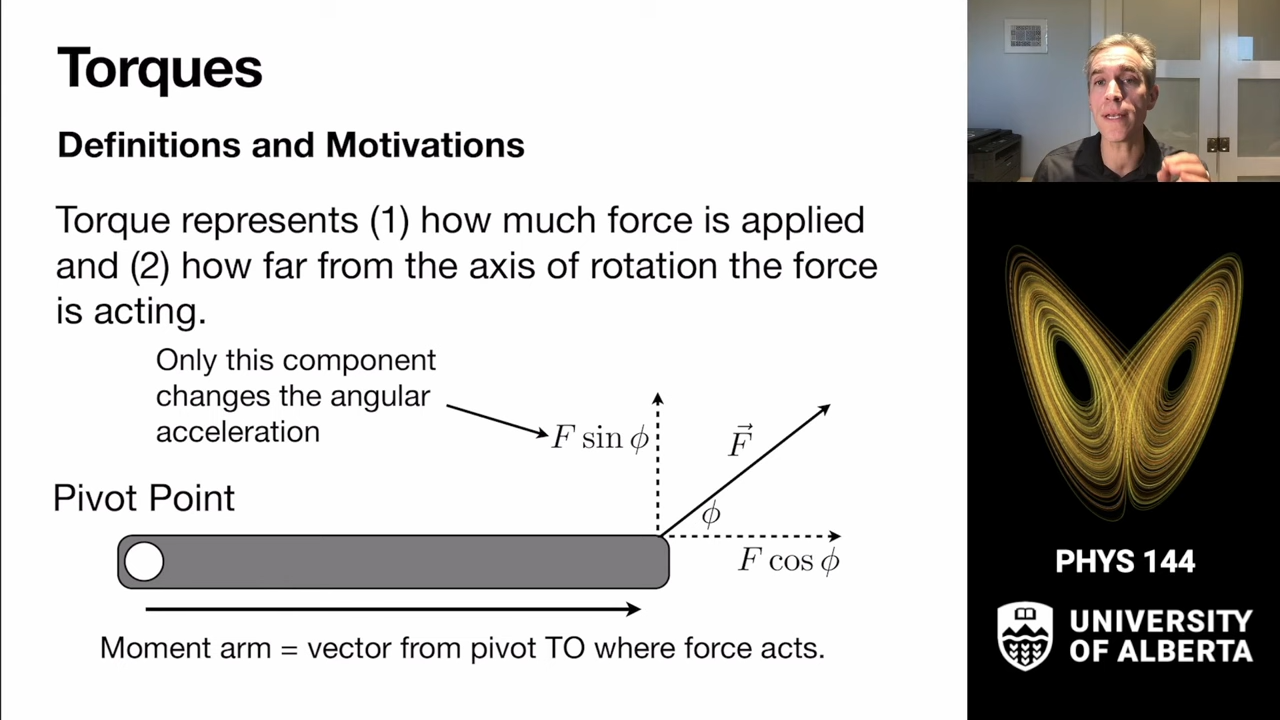 Torques
Definitions and Motivations
Torque represents (1) how much force is applied
and (2) how far from the axis of rotation the force
is acting.
Only this component
changes the angular
acceleration
F sin ϕ
F⃗
ϕ
Pivot Point
F cos ϕ
Moment arm = vector from pivot TO where force acts.
PHYS 144
UNIVERSITY
OF ALBERTA